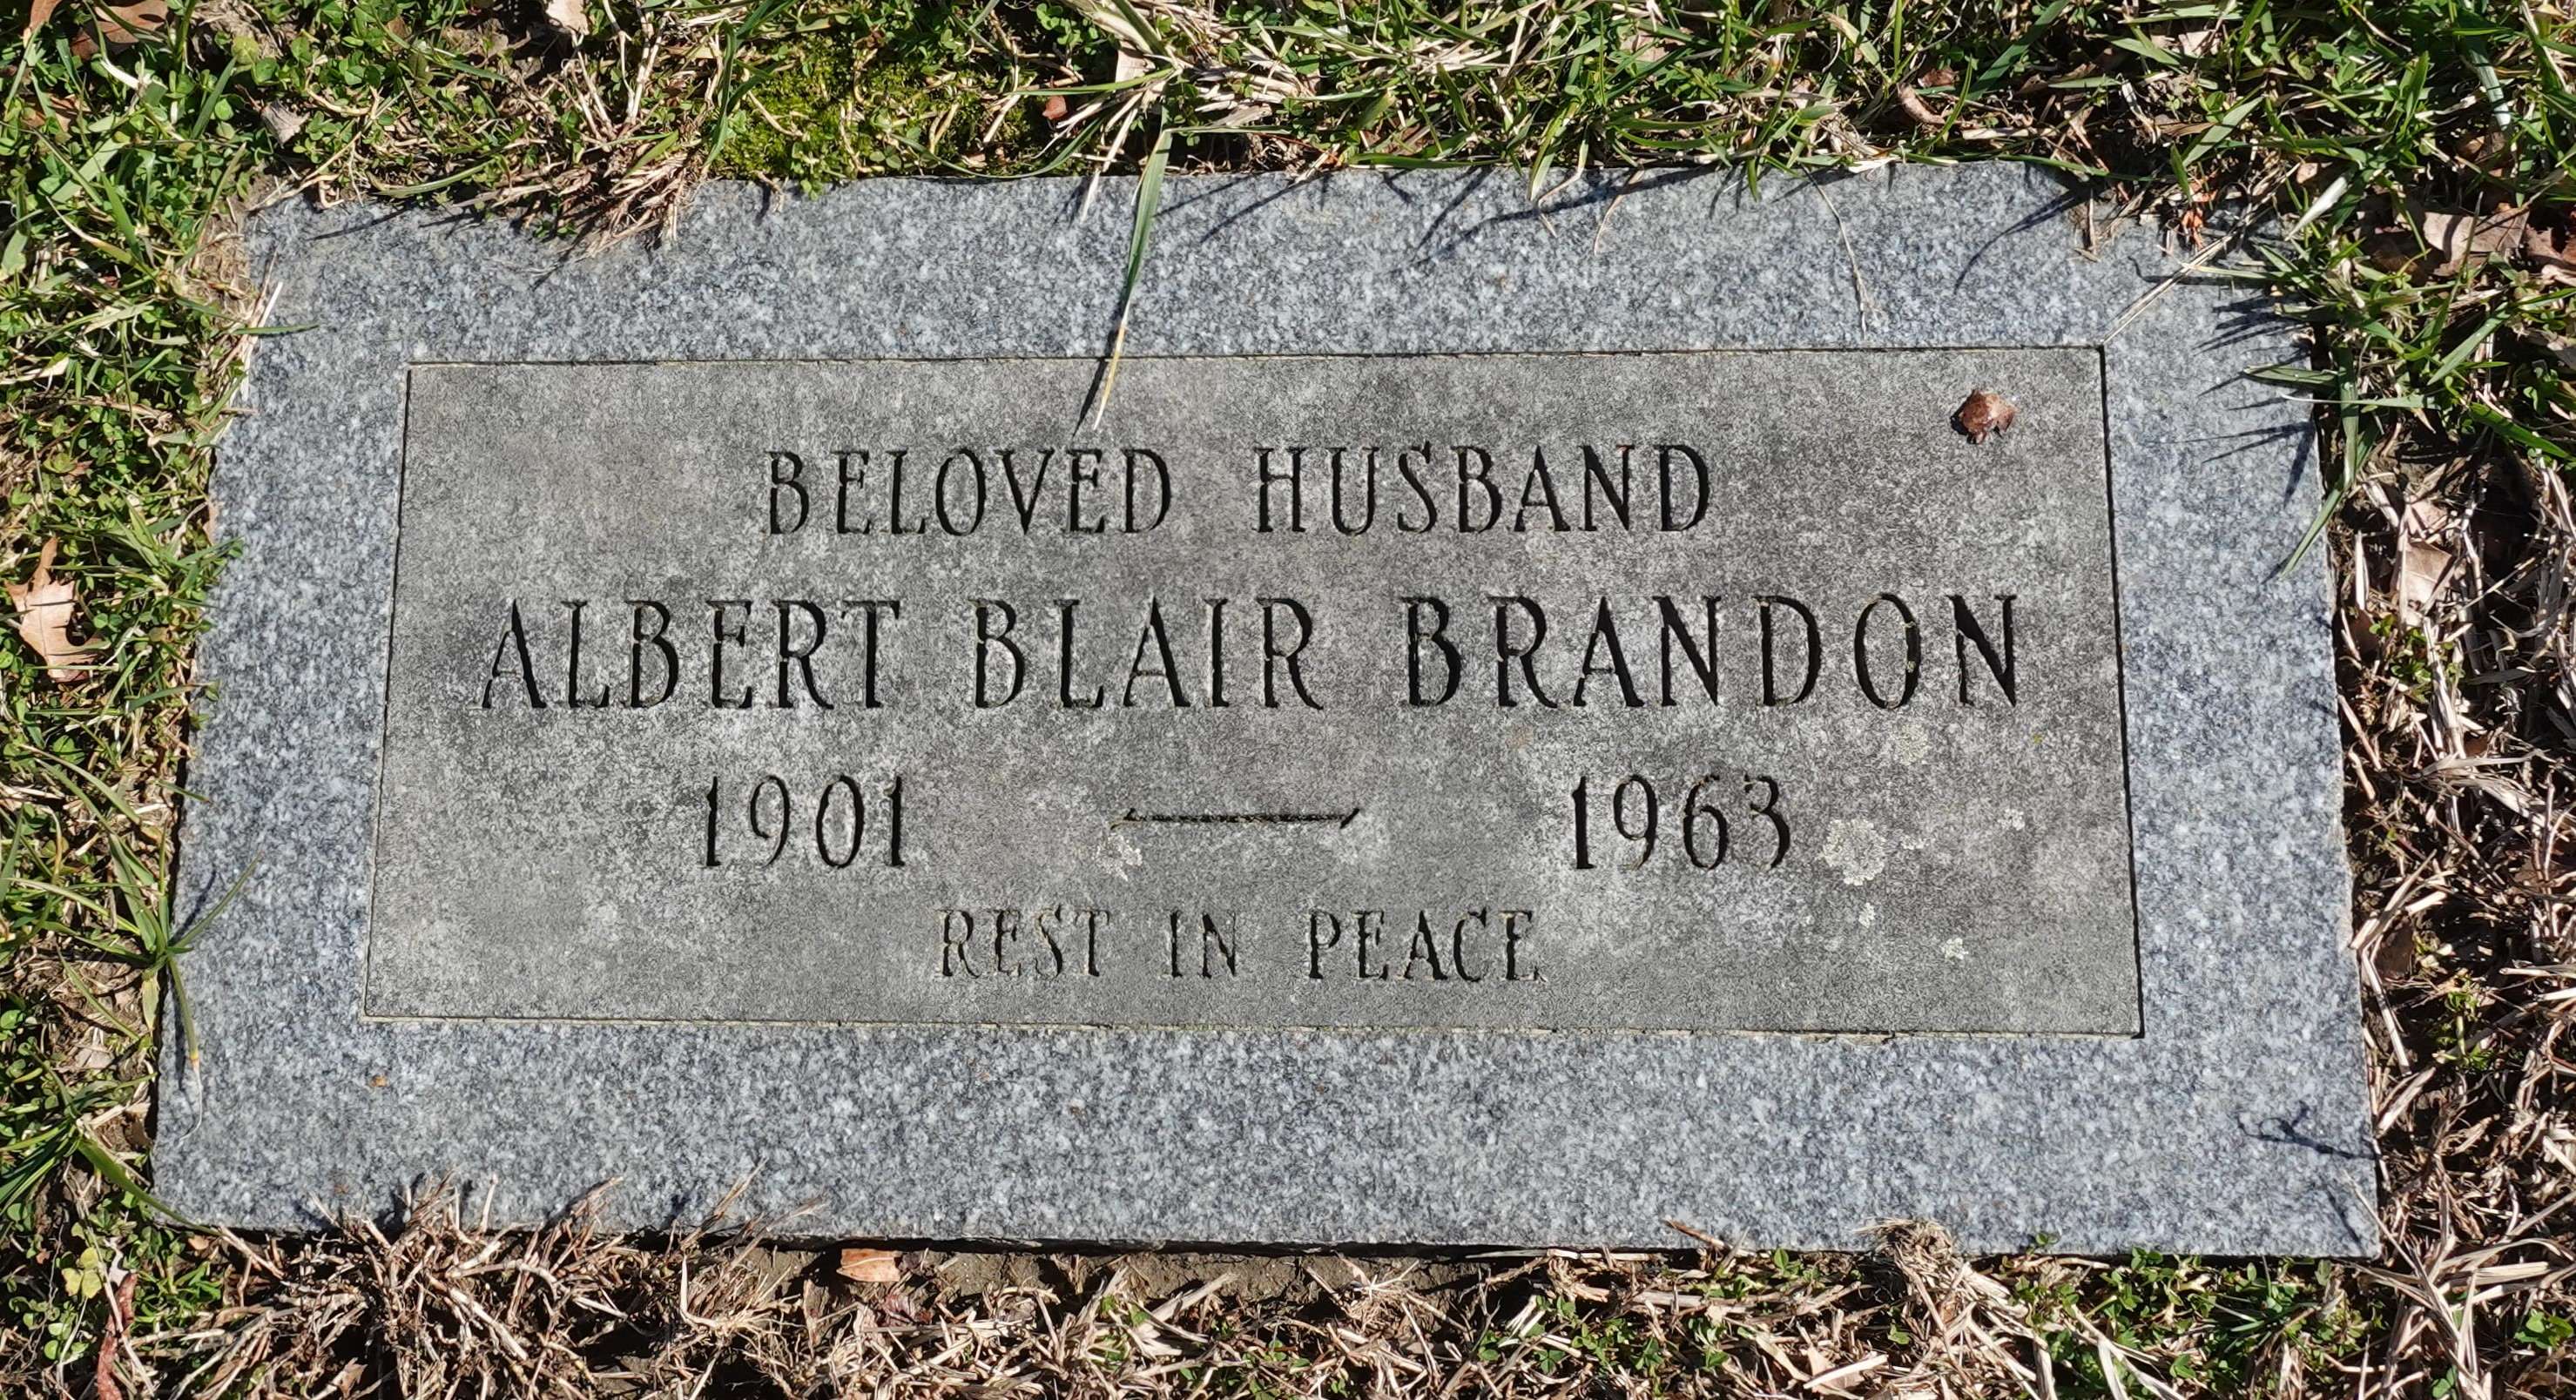 BELOVED HUSBAND
ALBERT BLAIR BRANDON
1901 — 1963
REST IN PEACE